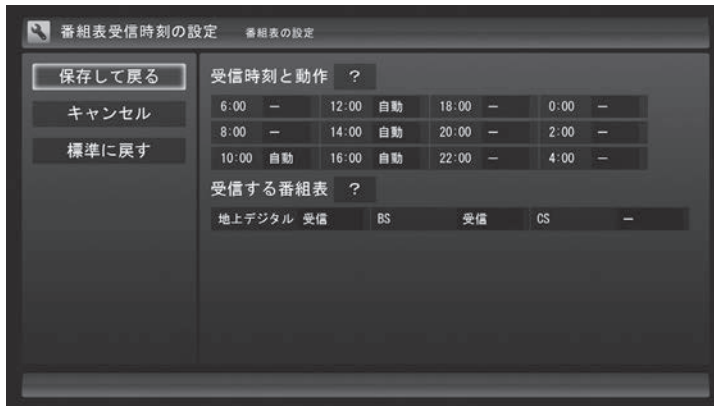 番組表受信時刻の設定 番組表の設定
保存して戻る
キャンセル
標準に戻す
受信時刻と動作 ?
6:00 ー 12:00 自動 18:00 ー 0:00 ー
8:00 ー 14:00 自動 20:00 ー 2:00 ー
10:00 自動 16:00 自動 22:00 ー 4:00 ー
受信する番組表 ?
地上デジタル 受信 BS 受信 CS ー